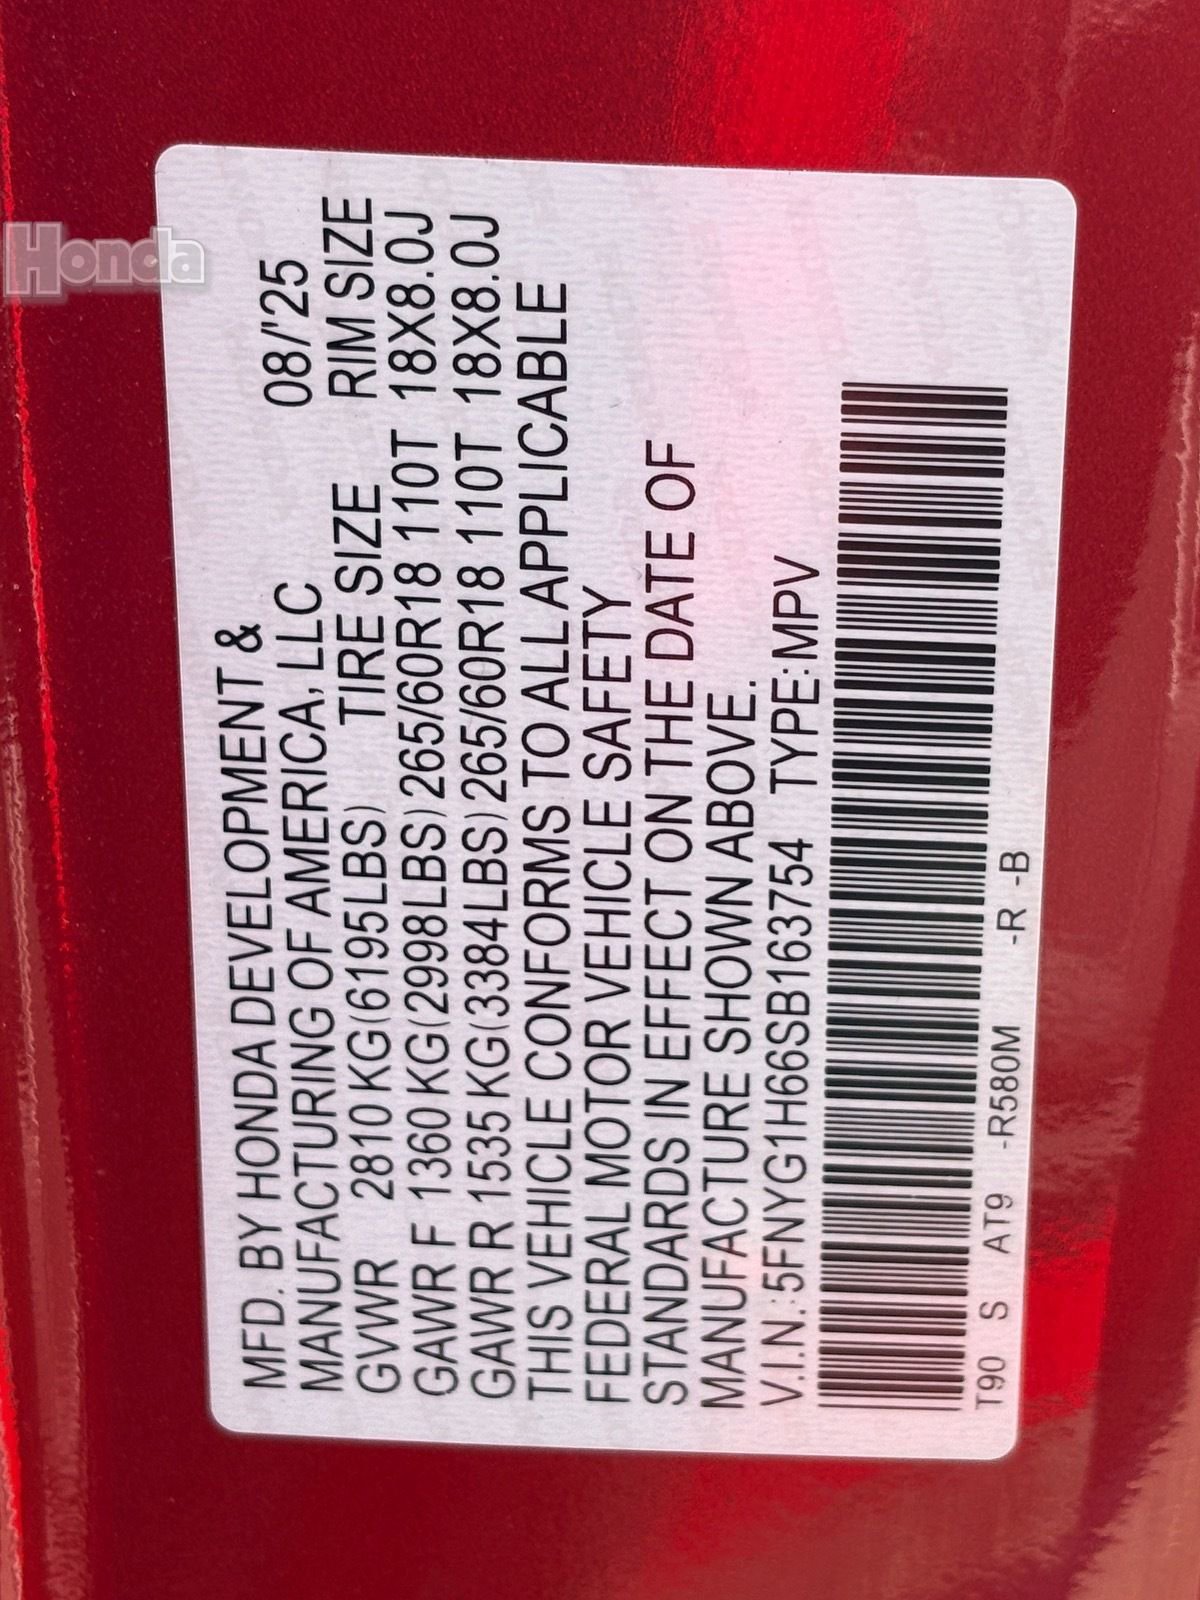 Honda
MFD. BY HONDA DEVELOPMENT &
MANUFACTURING OF AMERICA, LLC 08/'25
GVWR 2810 KG(6195LBS) TIRE SIZE RIM SIZE
GAWR F 1360 KG(2998LBS) 265/60R18 110T 18X8.0J
GAWR R 1535 KG(3384LBS) 265/60R18 110T 18X8.0J
THIS VEHICLE CONFORMS TO ALL APPLICABLE
FEDERAL MOTOR VEHICLE SAFETY
STANDARDS IN EFFECT ON THE DATE OF
MANUFACTURE SHOWN ABOVE.
V.I.N.: 5FNYG1H66SB163754 TYPE: MPV
T90 S AT9 -R580M -R -B